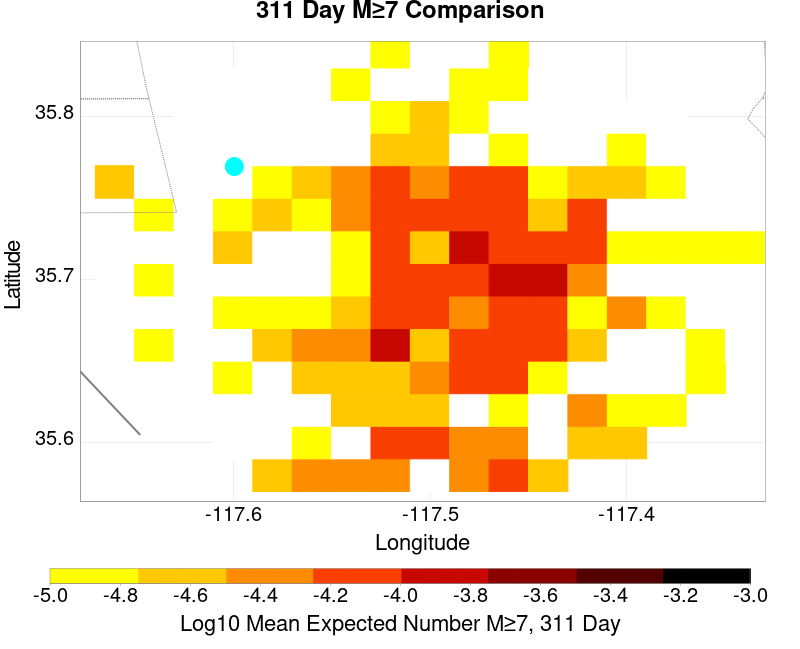 311 Day M≥7 Comparison
35.8
35.7
35.6
Latitude
-117.6 -117.5 -117.4
Longitude
-5.0 -4.8 -4.6 -4.4 -4.2 -4.0 -3.8 -3.6 -3.4 -3.2 -3.0
Log10 Mean Expected Number M≥7, 311 Day